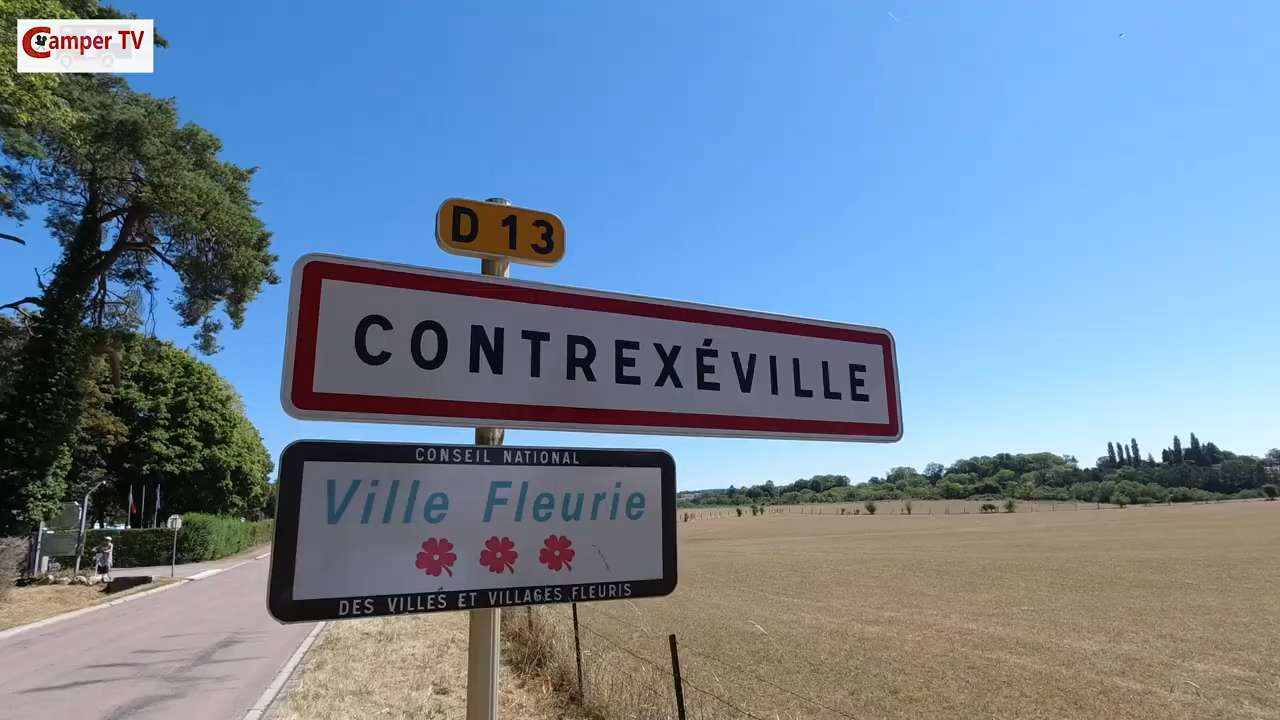 Camper TV
D 13
CONTREXÉVILLE
CONSEIL NATIONAL
Ville Fleurie
DES VILLES ET VILLAGES FLEURIS